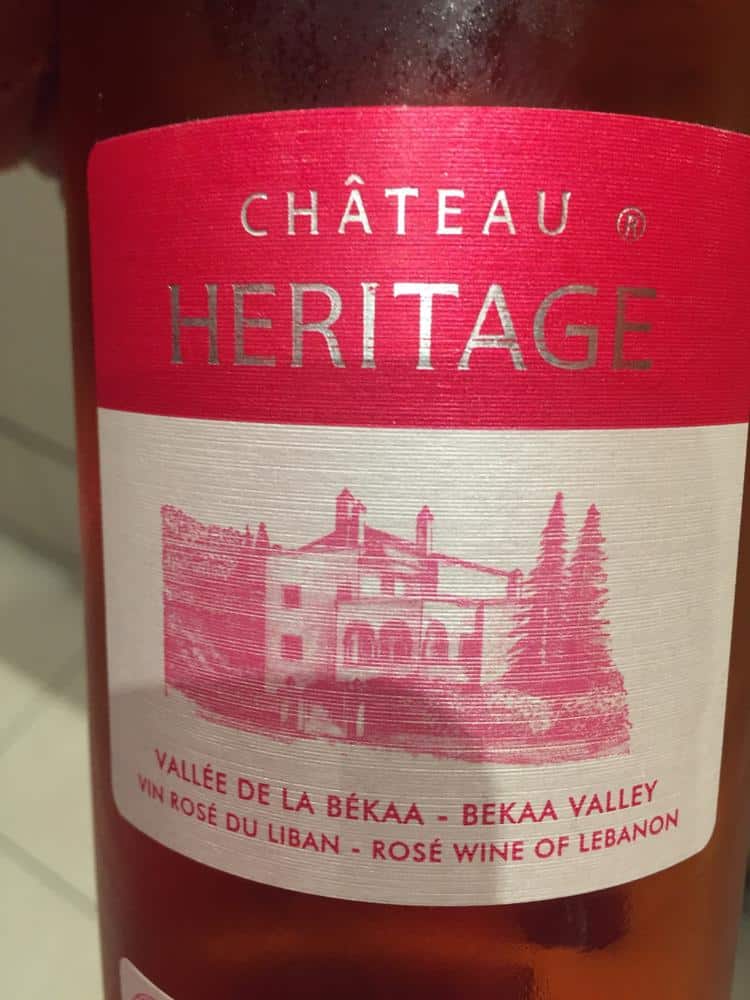 CHÂTEAU ®
HERITAGE
VALLÉE DE LA BÉKAA - BEKAA VALLEY
VIN ROSÉ DU LIBAN - ROSÉ WINE OF LEBANON